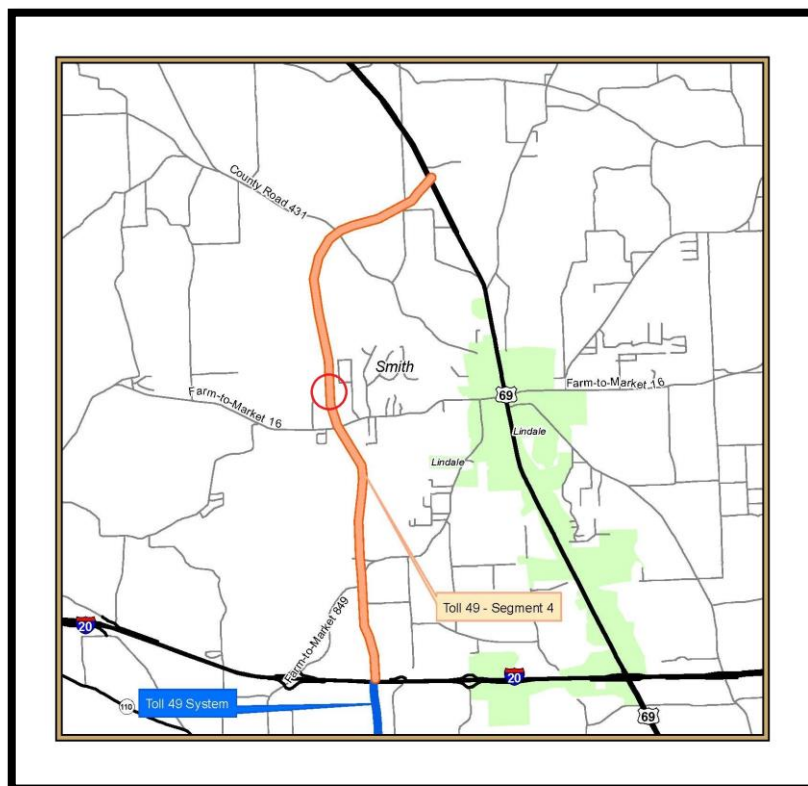 County Road 431
Smith
Farm-to-Market 16
69
Farm-to-Market 16
Lindale
Lindale
Toll 49 - Segment 4
Farm-to-Market 849
20
20
110
Toll 49 System
69